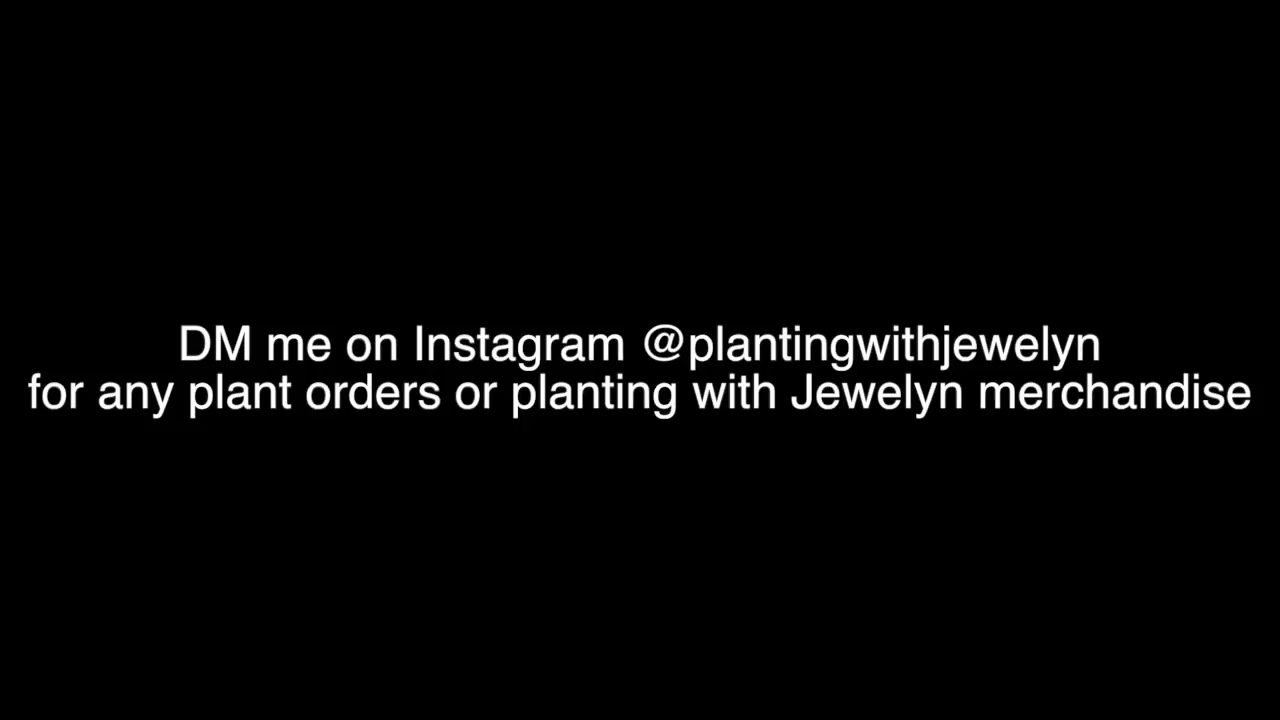 DM me on Instagram @plantingwithjewelyn
for any plant orders or planting with Jewelyn merchandise